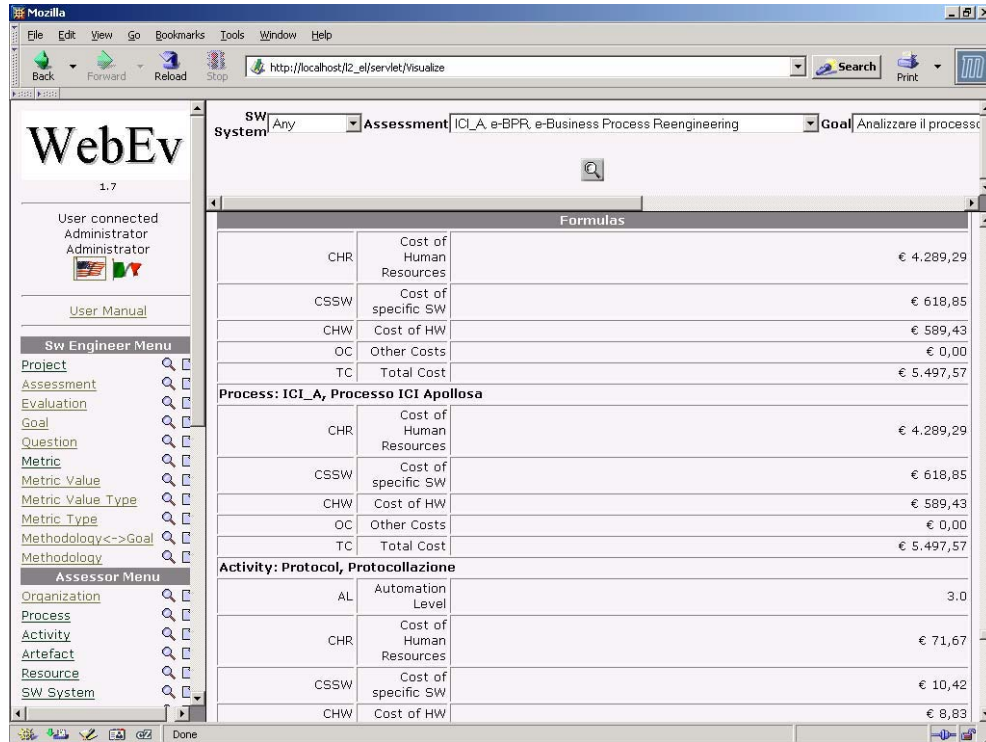 Mozilla
File Edit View Go Bookmarks Tools Window Help
Back Forward Reload Stop http://localhost/l2_el/servlet/Visualize Search Print
WebEv
1.7
User connected
Administrator
Administrator
User Manual
Sw Engineer Menu
Project
Assessment
Evaluation
Goal
Question
Metric
Metric Value
Metric Value Type
Metric Type
Methodology<->Goal
Methodology
Assessor Menu
Organization
Process
Activity
Artefact
Resource
SW System
SW System Any Assessment ICI_A, e-BPR, e-Business Process Reengineering Goal Analizzare il processo
Formulas
CHR Cost of Human Resources € 4.289,29
CSSW Cost of specific SW € 618,85
CHW Cost of HW € 589,43
OC Other Costs € 0,00
TC Total Cost € 5.497,57
Process: ICI_A, Processo ICI Apollosa
CHR Cost of Human Resources € 4.289,29
CSSW Cost of specific SW € 618,85
CHW Cost of HW € 589,43
OC Other Costs € 0,00
TC Total Cost € 5.497,57
Activity: Protocol, Protocollazione
AL Automation Level 3.0
CHR Cost of Human Resources € 71,67
CSSW Cost of specific SW € 10,42
CHW Cost of HW € 8,83
Done